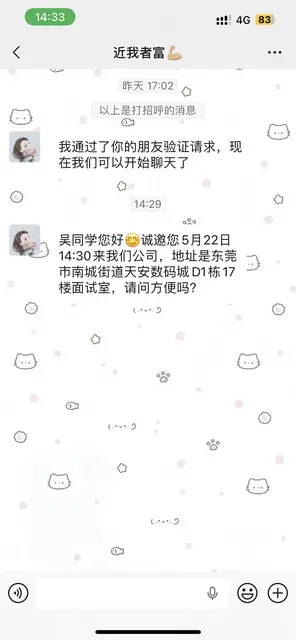 14:33
4G 83
近我者富💪🏼
昨天 17:02
以上是打招呼的消息
我通过了你的朋友验证请求，现
在我们可以开始聊天了
14:29
吴同学您好😊诚邀您5月22日
14:30来我们公司，地址是东莞
市南城街道天安数码城D1栋17
楼面试室，请问方便吗?